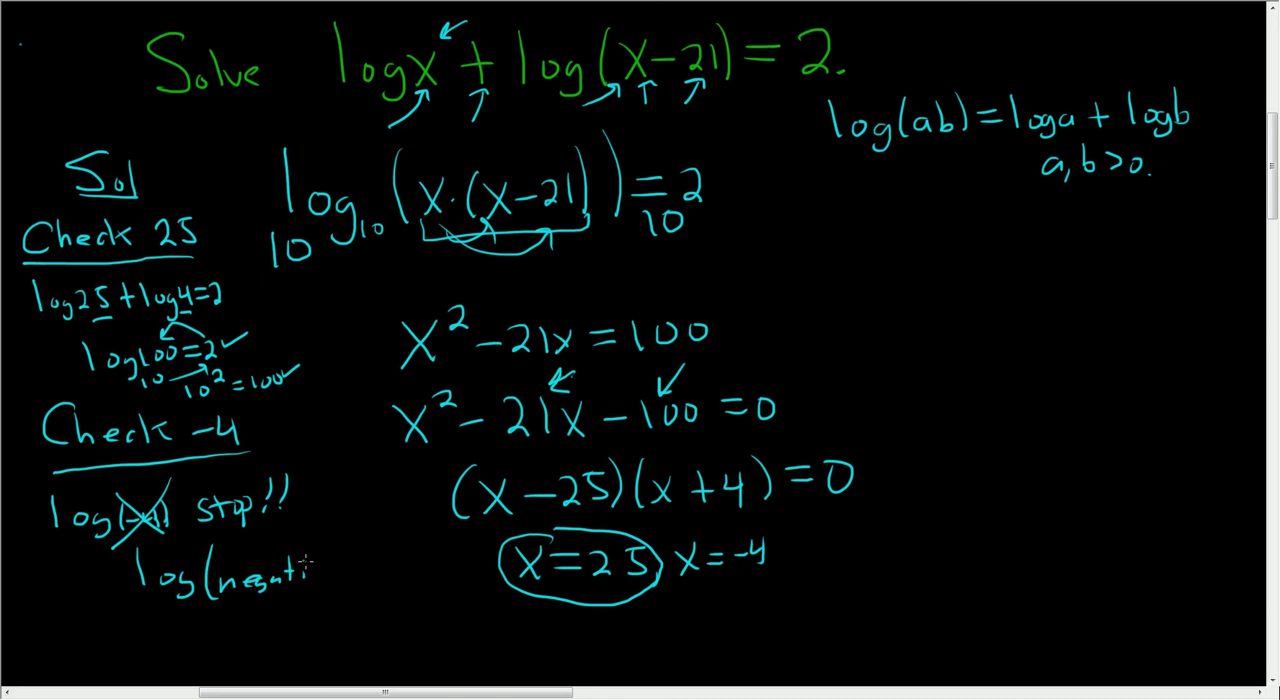 Solve log x + log(x-21) = 2.
log(ab) = log a + log b
a, b > 0.
Sol
log₁₀(x·(x-21)) = 2
10 10
x² - 21x = 100
x² - 21x - 100 = 0
(x - 25)(x + 4) = 0
x = 25, x = -4
Check 25
log 25 + log 4 = 2
log₁₀ 100 = 2 ✓
10² = 100 ✓
Check -4
log(-4) stop!!
log(negati